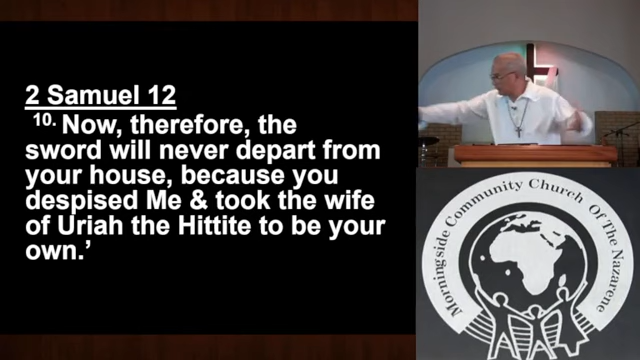 2 Samuel 12
10. Now, therefore, the
sword will never depart from
your house, because you
despised Me & took the wife
of Uriah the Hittite to be your
own.’
Morningside Community Church Of The Nazarene